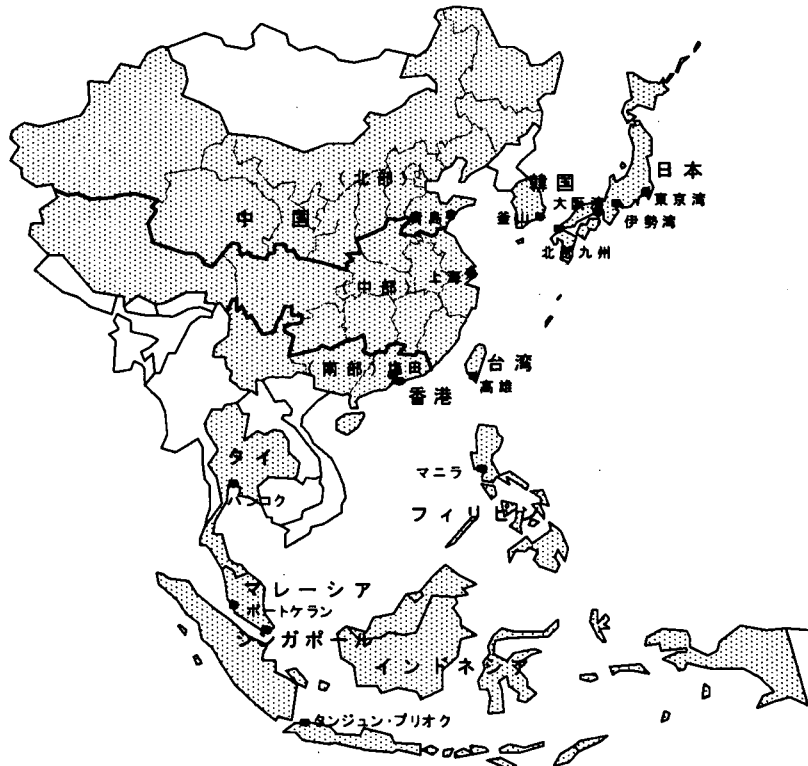 （北部）
韓国
日本
中国
青島
釜山
大阪湾
東京湾
伊勢湾
北部九州
（中部）
上海
（南部）
塩田
台湾
香港
高雄
タイ
マニラ
バンコク
フィリピン
マレーシア
ポートケラン
シンガポール
インドネシア
タンジュン・プリオク